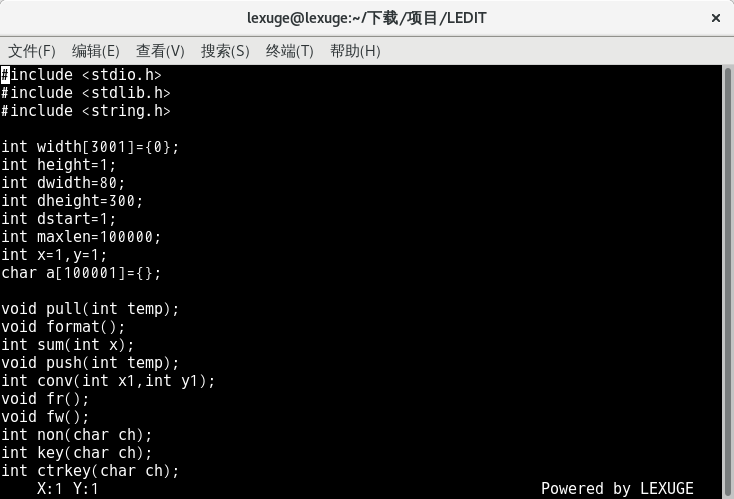 lexuge@lexuge:~/下载/项目/LEDIT
文件(F) 编辑(E) 查看(V) 搜索(S) 终端(T) 帮助(H)
#include <stdio.h>
#include <stdlib.h>
#include <string.h>
int width[3001]={0};
int height=1;
int dwidth=80;
int dheight=300;
int dstart=1;
int maxlen=100000;
int x=1,y=1;
char a[100001]={};
void pull(int temp);
void format();
int sum(int x);
void push(int temp);
int conv(int x1,int y1);
void fr();
void fw();
int non(char ch);
int key(char ch);
int ctrkey(char ch);
X:1 Y:1 Powered by LEXUGE